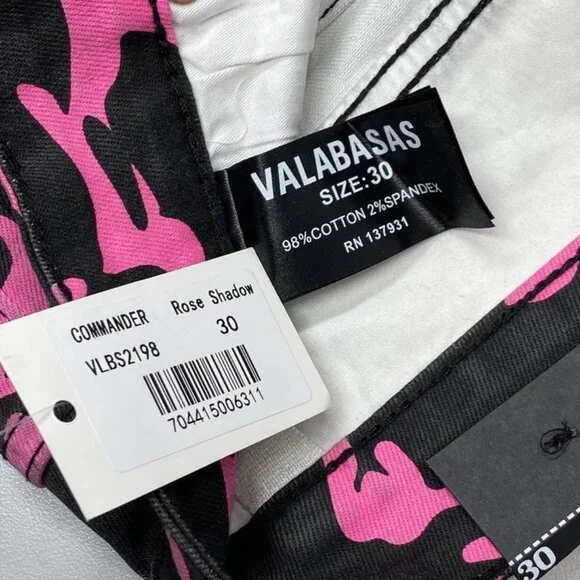 VALABASAS
SIZE:30
98%COTTON 2%SPANDEX
RN 137931
COMMANDER Rose Shadow
VLBS2198 30
704415006311
30